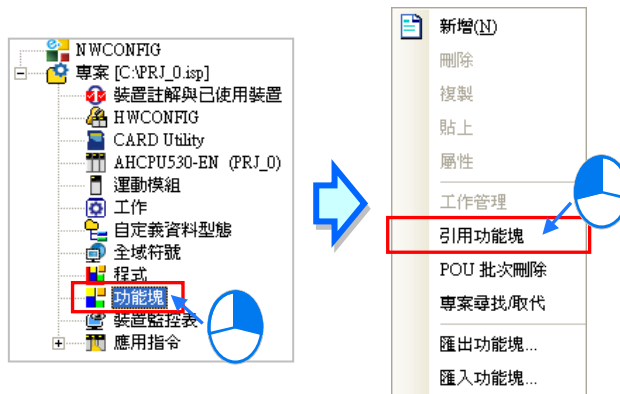 NWCONFIG
專案 [C:\PRJ_0.isp]
裝置註解與已使用裝置
HWCONFIG
CARD Utility
AHCPU530-EN (PRJ_0)
運動模組
工作
自定義資料型態
全域符號
程式
功能塊
裝置監控表
應用指令
新增(N)
刪除
複製
貼上
屬性
工作管理
引用功能塊
POU 批次刪除
專案尋找/取代
匯出功能塊...
匯入功能塊...